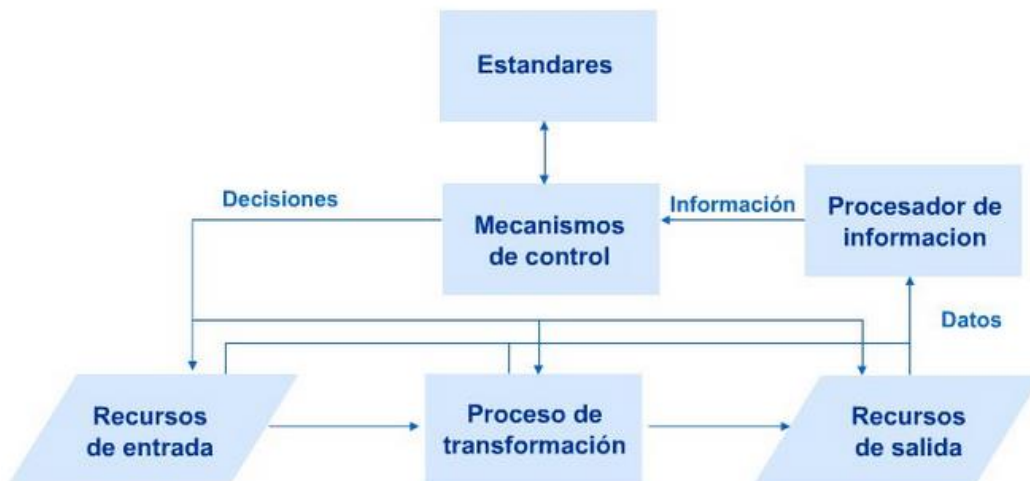 Estandares
Decisiones
Mecanismos
de control
Información
Procesador de
informacion
Datos
Recursos
de entrada
Proceso de
transformación
Recursos
de salida